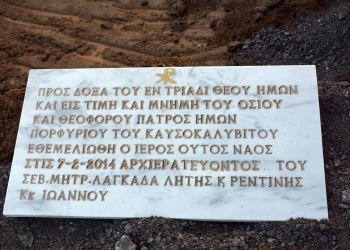 ΠΡΟΣ ΔΟΞΑ ΤΟΥ ΕΝ ΤΡΙΑΔΙ ΘΕΟΥ ΗΜΩΝ
ΚΑΙ ΕΙΣ ΤΙΜΗ ΚΑΙ ΜΝΗΜΗ ΤΟΥ ΟΣΙΟΥ
ΚΑΙ ΘΕΟΦΟΡΟΥ ΠΑΤΡΟΣ ΗΜΩΝ
ΠΟΡΦΥΡΙΟΥ ΤΟΥ ΚΑΥΣΟΚΑΛΥΒΙΤΟΥ
ΕΘΕΜΕΛΙΩΘΗ Ο ΙΕΡΟΣ ΟΥΤΟΣ ΝΑΟΣ
ΣΤΙΣ 7-2-2014 ΑΡΧΙΕΡΑΤΕΥΟΝΤΟΣ .. ΤΟΥ
ΣΕΒ.ΜΗΤΡ.ΛΑΓΚΑΔΑ ΛΗΤΗΣ Κ ΡΕΝΤΙΝΗΣ
Κκ ΙΩΑΝΝΟΥ